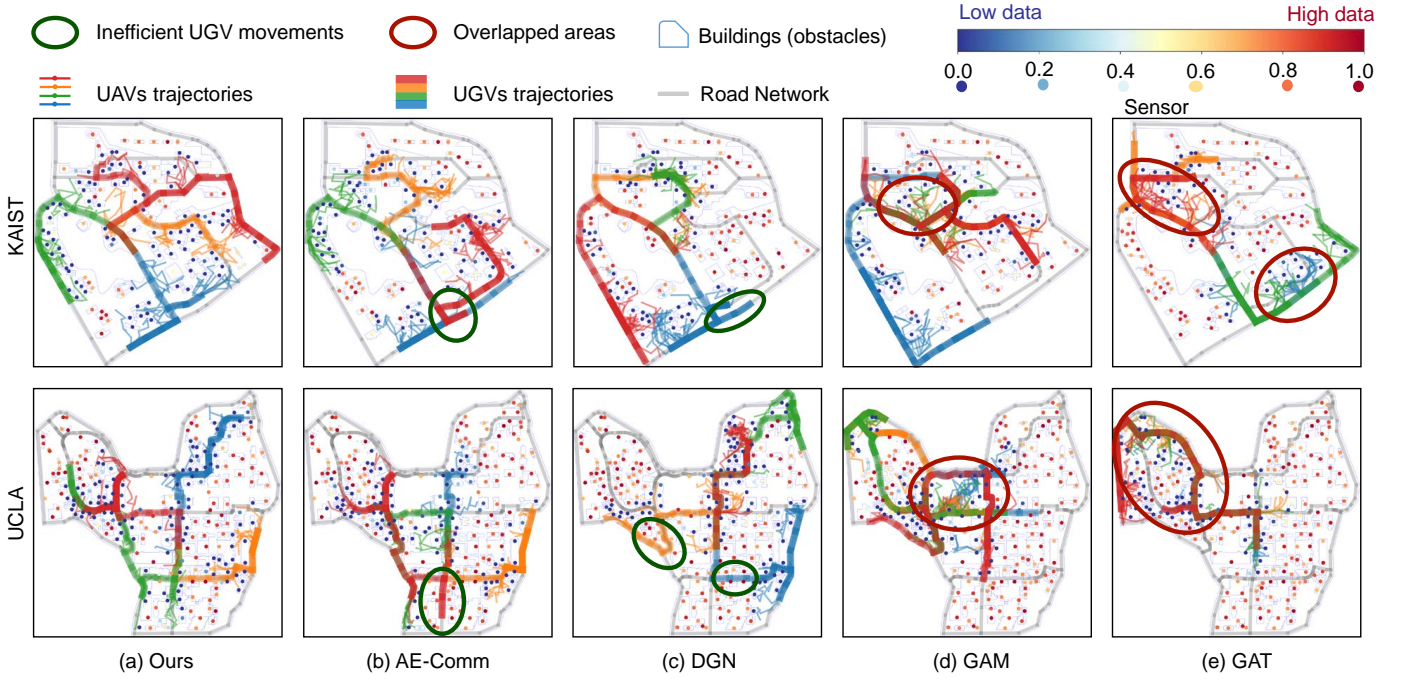 Inefficient UGV movements
Overlapped areas
Buildings (obstacles)
Low data
High data
0.0 0.2 0.4 0.6 0.8 1.0
UAVs trajectories
UGVs trajectories
Road Network
Sensor
KAIST
UCLA
(a) Ours
(b) AE-Comm
(c) DGN
(d) GAM
(e) GAT